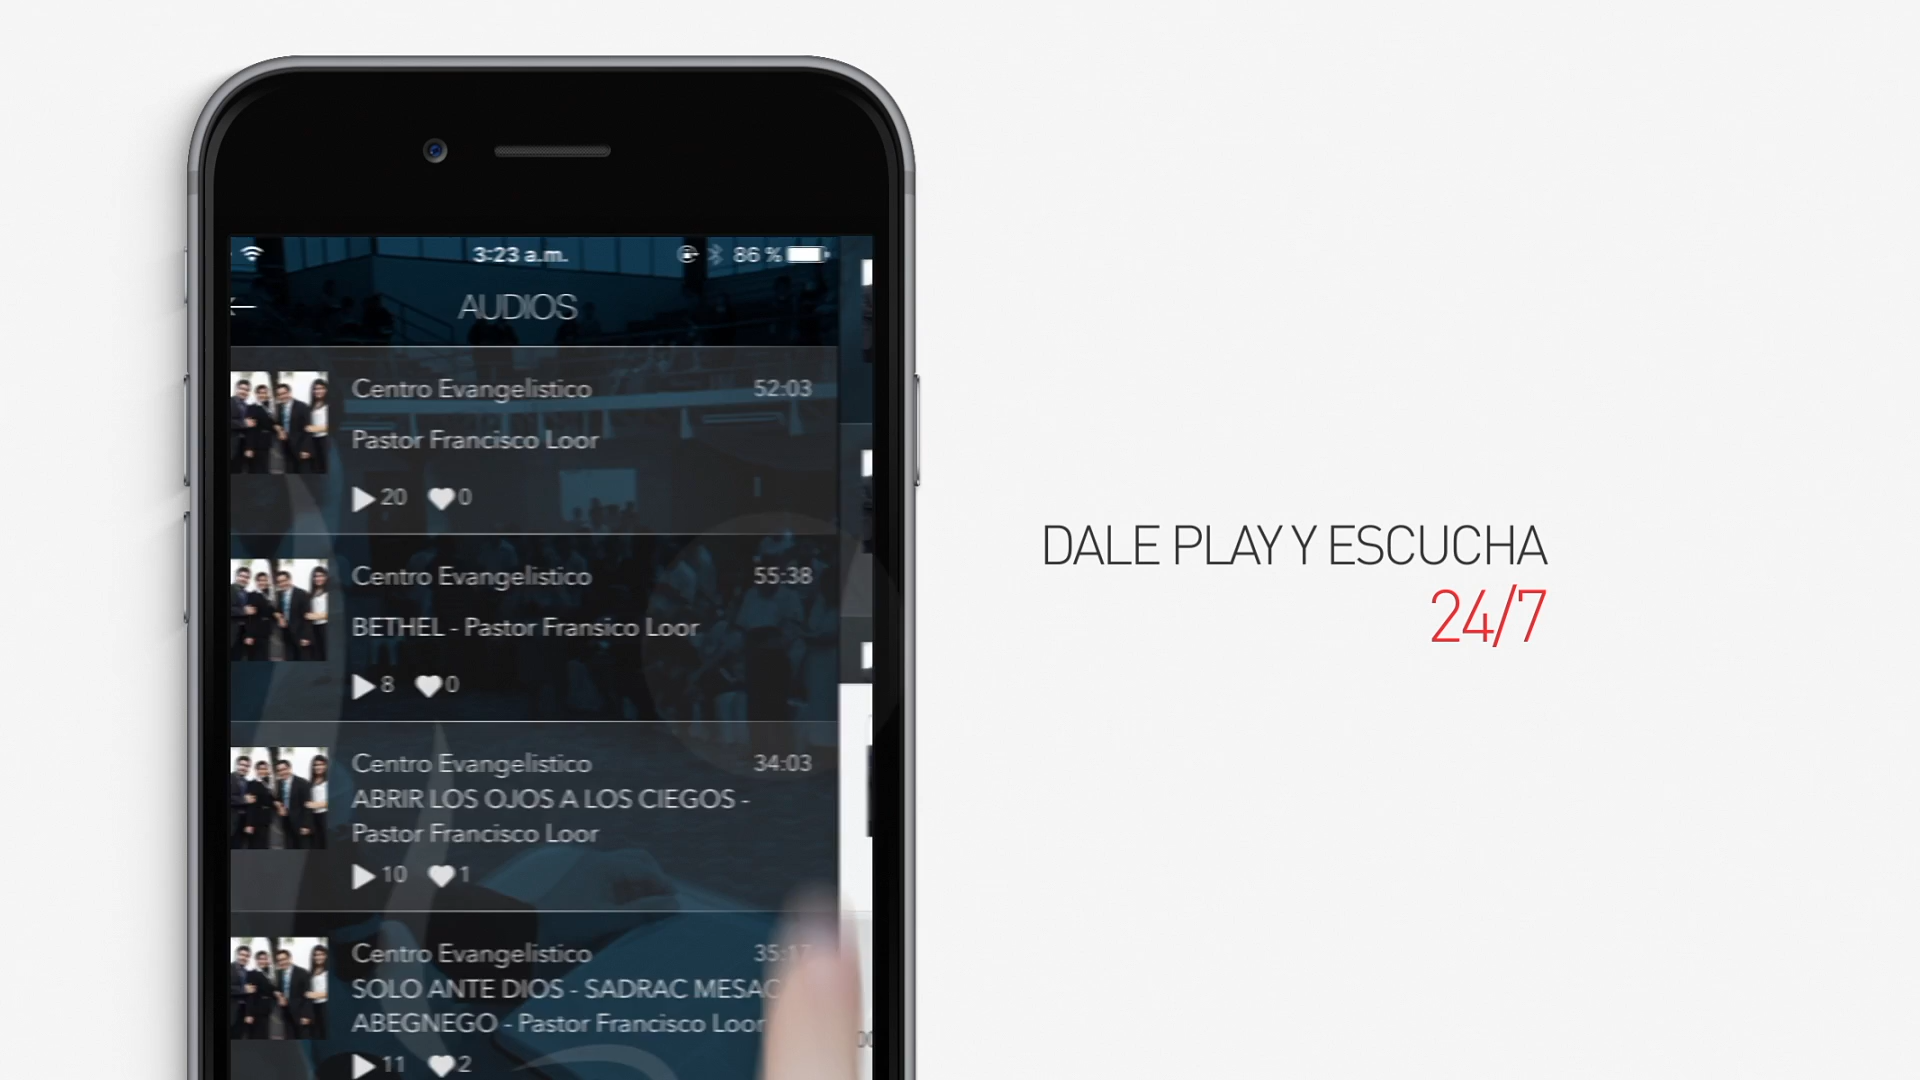 3:23 a.m.
86 %
AUDIOS
Centro Evangelistico
52:03
Pastor Francisco Loor
20
0
Centro Evangelistico
55:38
BETHEL - Pastor Fransico Loor
8
0
Centro Evangelistico
34:03
ABRIR LOS OJOS A LOS CIEGOS -
Pastor Francisco Loor
10
1
Centro Evangelistico
35:17
SOLO ANTE DIOS - SADRAC MESAC
ABEGNEGO - Pastor Francisco Loor
11
2
DALE PLAY Y ESCUCHA
24/7